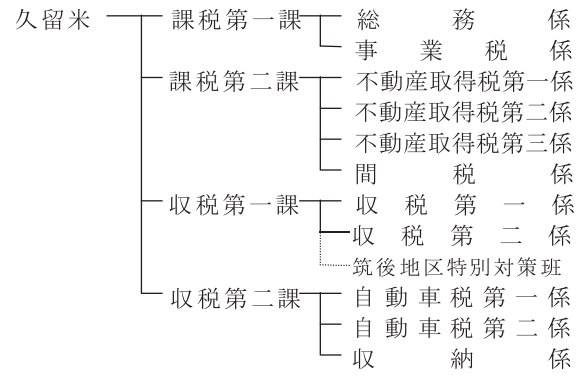 久留米 課税第一課 総務係
事業税係
課税第二課 不動産取得税第一係
不動産取得税第二係
不動産取得税第三係
間税係
収税第一課 収税第一係
収税第二係
筑後地区特別対策班
収税第二課 自動車税第一係
自動車税第二係
収納係